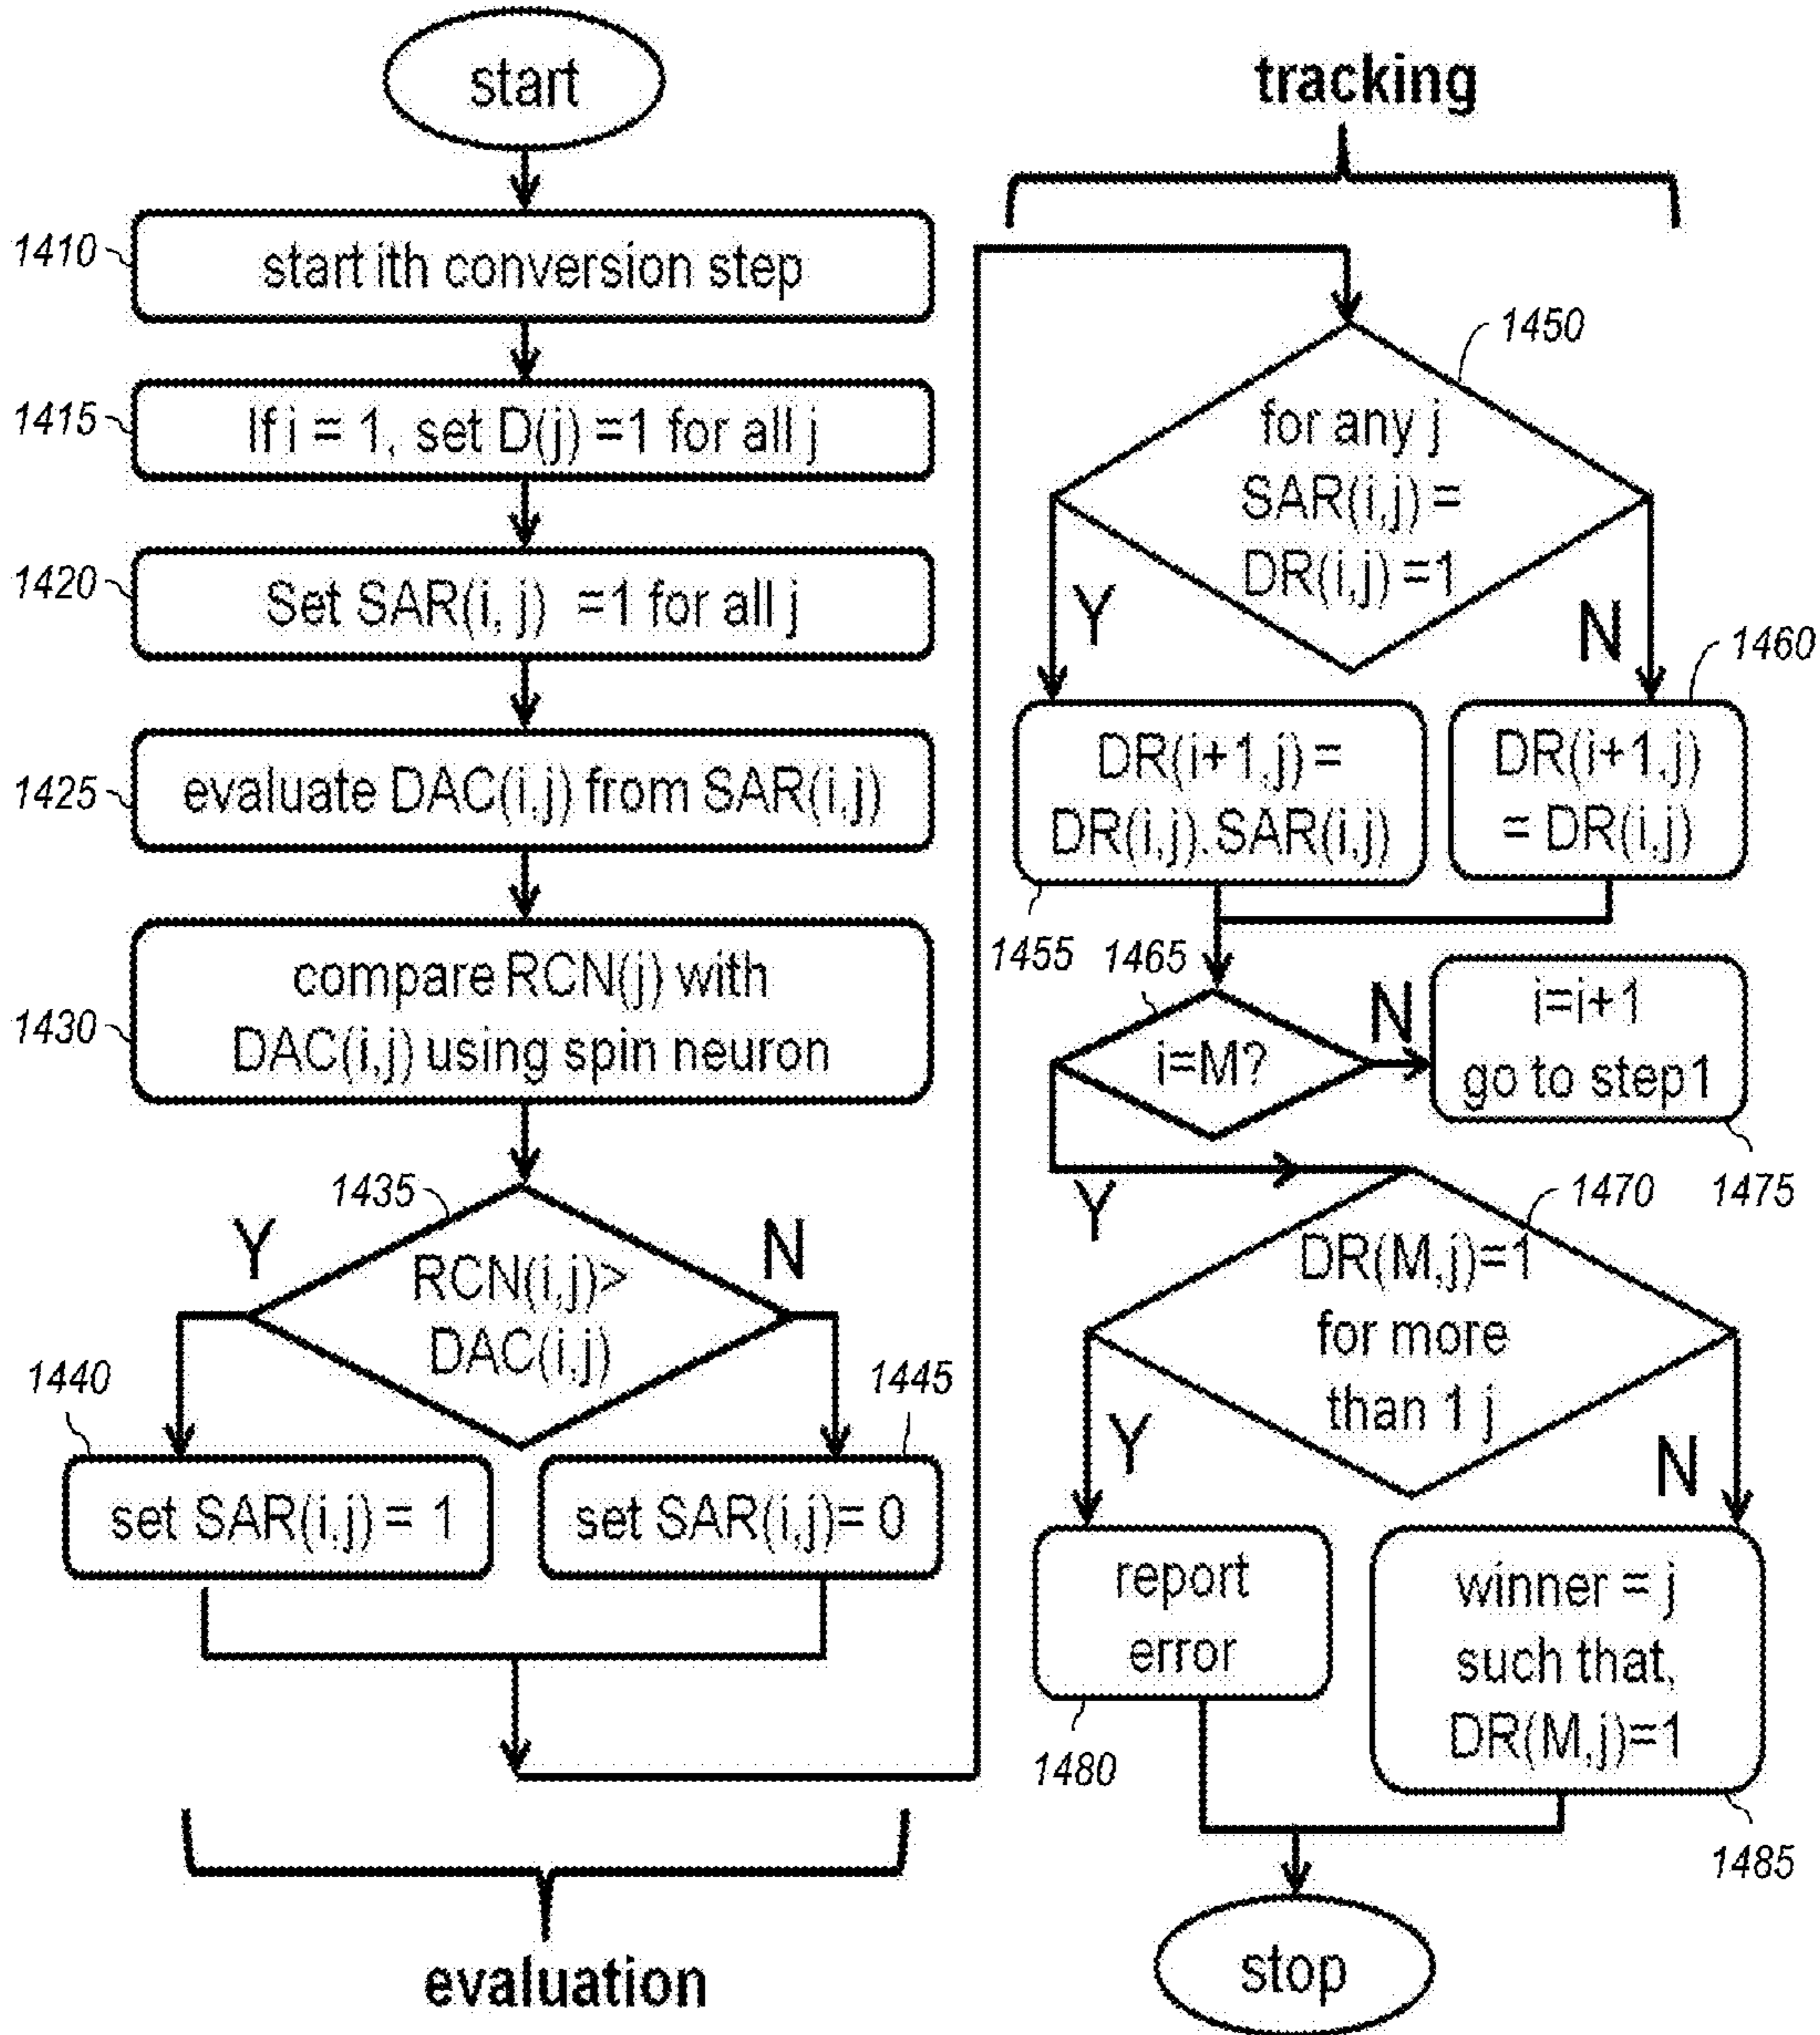 start
1410
start ith conversion step
1415
If i = 1, set D(j) =1 for all j
1420
Set SAR(i, j) =1 for all j
1425
evaluate DAC(i,j) from SAR(i,j)
1430
compare RCN(j) with
DAC(i,j) using spin neuron
1435
Y
N
RCN(i,j)>
DAC(i,j)
1440
1445
set SAR(i,j) = 1
set SAR(i,j)= 0
evaluation
tracking
1450
for any j
SAR(i,j) =
DR(i,j) =1
Y
N
1460
DR(i+1,j) =
DR(i,j).SAR(i,j)
DR(i+1,j)
= DR(i,j)
1455
1465
i=M?
N
i=i+1
go to step1
1475
Y
1470
DR(M,j)=1
for more
than 1 j
Y
N
report
error
1480
winner = j
such that,
DR(M,j)=1
1485
stop